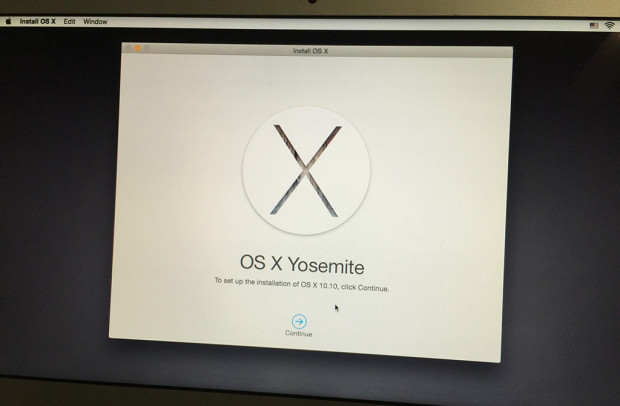 Install OS X Edit Window
Install OS X
OS X Yosemite
To set up the installation of OS X 10.10, click Continue.
Continue